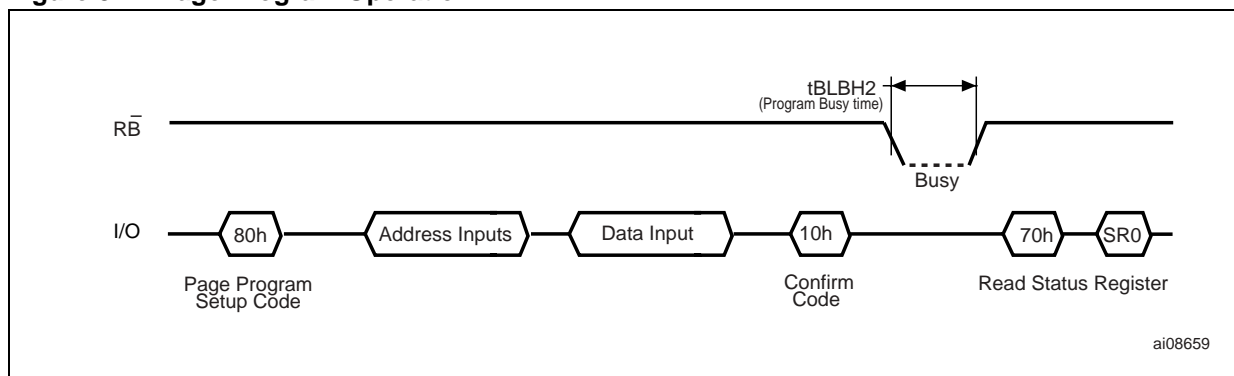 tBLBH2
(Program Busy time)
RB̅
Busy
I/O
80h
Address Inputs
Data Input
10h
70h
SR0
Page Program
Setup Code
Confirm
Code
Read Status Register
ai08659